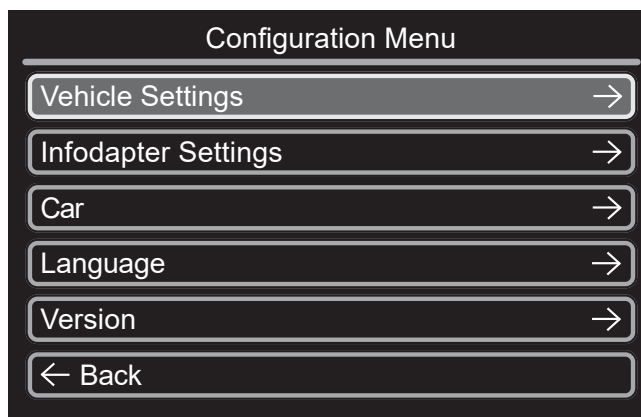 Configuration Menu
Vehicle Settings
Infodapter Settings
Car
Language
Version
Back